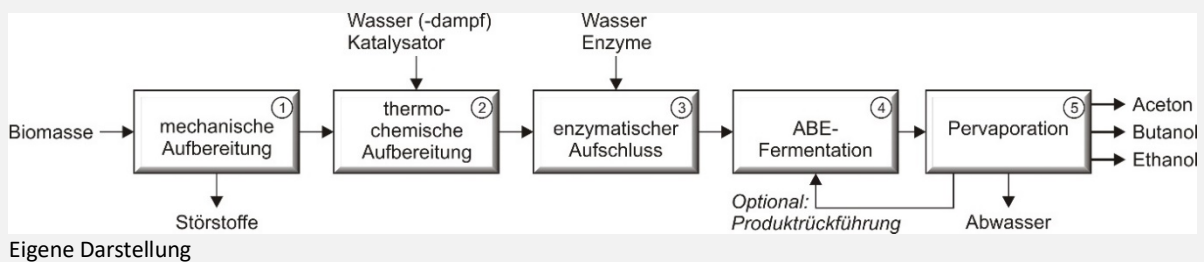 Wasser (-dampf)
Katalysator
Wasser
Enzyme
Biomasse
1
mechanische
Aufbereitung
2
thermo-
chemische
Aufbereitung
3
enzymatischer
Aufschluss
4
ABE-
Fermentation
5
Pervaporation
Aceton
Butanol
Ethanol
Störstoffe
Optional:
Produktrückführung
Abwasser
Eigene Darstellung